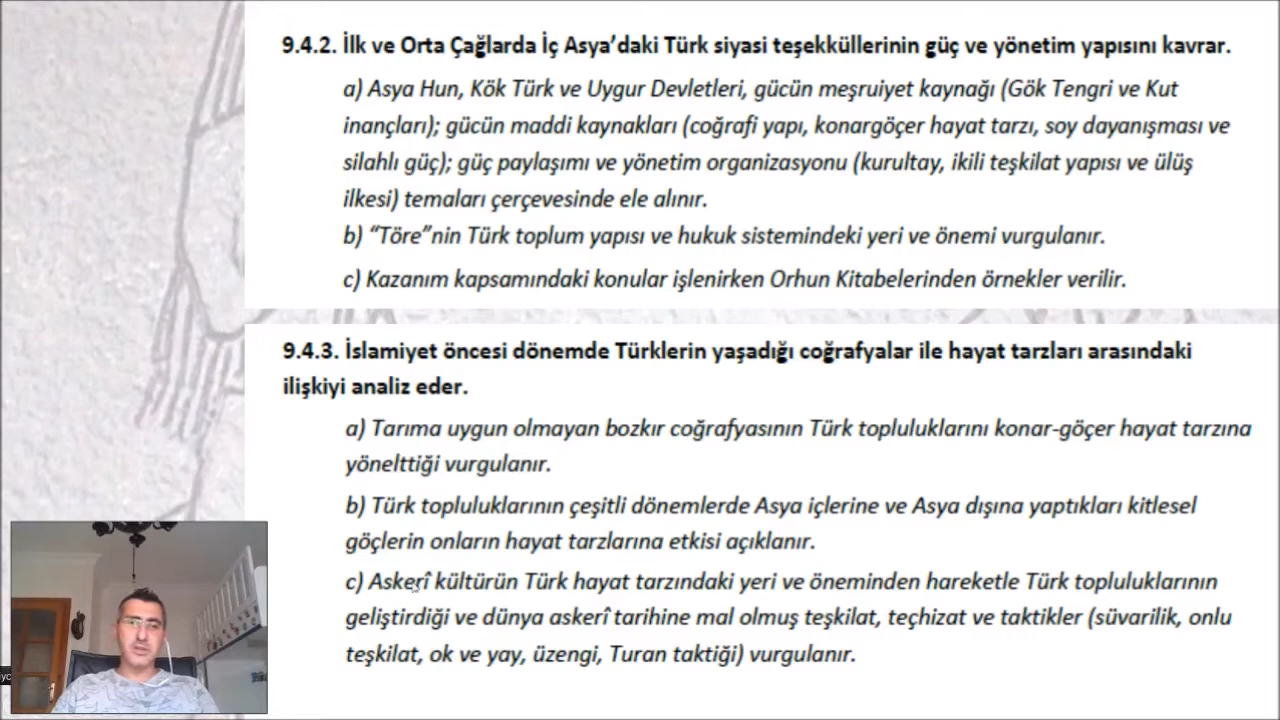 9.4.2. İlk ve Orta Çağlarda İç Asya’daki Türk siyasi teşekküllerinin güç ve yönetim yapısını kavrar.
a) Asya Hun, Kök Türk ve Uygur Devletleri, gücün meşruiyet kaynağı (Gök Tengri ve Kut
inançları); gücün maddi kaynakları (coğrafi yapı, konargöçer hayat tarzı, soy dayanışması ve
silahlı güç); güç paylaşımı ve yönetim organizasyonu (kurultay, ikili teşkilat yapısı ve ülüş
ilkesi) temaları çerçevesinde ele alınır.
b) “Töre”nin Türk toplum yapısı ve hukuk sistemindeki yeri ve önemi vurgulanır.
c) Kazanım kapsamındaki konular işlenirken Orhun Kitabelerinden örnekler verilir.
9.4.3. İslamiyet öncesi dönemde Türklerin yaşadığı coğrafyalar ile hayat tarzları arasındaki
ilişkiyi analiz eder.
a) Tarıma uygun olmayan bozkır coğrafyasının Türk topluluklarını konar-göçer hayat tarzına
yönelttiği vurgulanır.
b) Türk topluluklarının çeşitli dönemlerde Asya içlerine ve Asya dışına yaptıkları kitlesel
göçlerin onların hayat tarzlarına etkisi açıklanır.
c) Askerî kültürün Türk hayat tarzındaki yeri ve öneminden hareketle Türk topluluklarının
geliştirdiği ve dünya askerî tarihine mal olmuş teşkilat, teçhizat ve taktikler (süvarilik, onlu
teşkilat, ok ve yay, üzengi, Turan taktiği) vurgulanır.